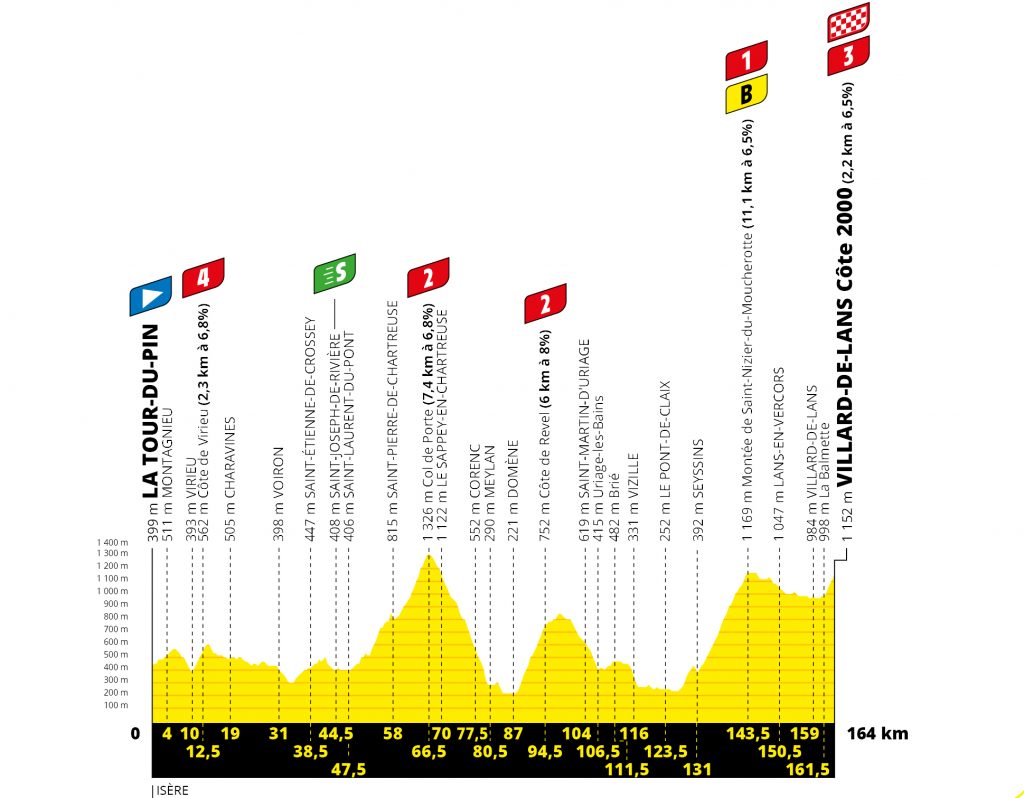 399 m LA TOUR-DU-PIN
511 m MONTAGNIEU
393 m VIRIEU
4
562 m Côte de Virieu (2,3 km à 6,8%)
505 m CHARAVINES
398 m VOIRON
447 m SAINT-ÉTIENNE-DE-CROSSEY
S
408 m SAINT-JOSEPH-DE-RIVIÈRE
406 m SAINT-LAURENT-DU-PONT
815 m SAINT-PIERRE-DE-CHARTREUSE
2
1 326 m Col de Porte (7,4 km à 6,8%)
1 122 m LE SAPPEY-EN-CHARTREUSE
552 m CORENC
290 m MEYLAN
221 m DOMÈNE
2
752 m Côte de Revel (6 km à 8%)
619 m SAINT-MARTIN-D'URIAGE
415 m Uriage-les-Bains
482 m Brié
331 m VIZILLE
252 m LE PONT-DE-CLAIX
392 m SEYSSINS
1
B
1 169 m Montée de Saint-Nizier-du-Moucherotte (11,1 km à 6,5%)
1 047 m LANS-EN-VERCORS
984 m VILLARD-DE-LANS
998 m La Balmette
3
1 152 m VILLARD-DE-LANS Côte 2000 (2,2 km à 6,5%)
1 400 m
1 300 m
1 200 m
1 100 m
1 000 m
900 m
800 m
700 m
600 m
500 m
400 m
300 m
200 m
100 m
0 4 10 19 31 44,5 58 70 77,5 87 104 116 143,5 159 164 km
12,5 38,5 66,5 80,5 94,5 106,5 123,5 150,5
47,5 111,5 131 161,5
ISÈRE